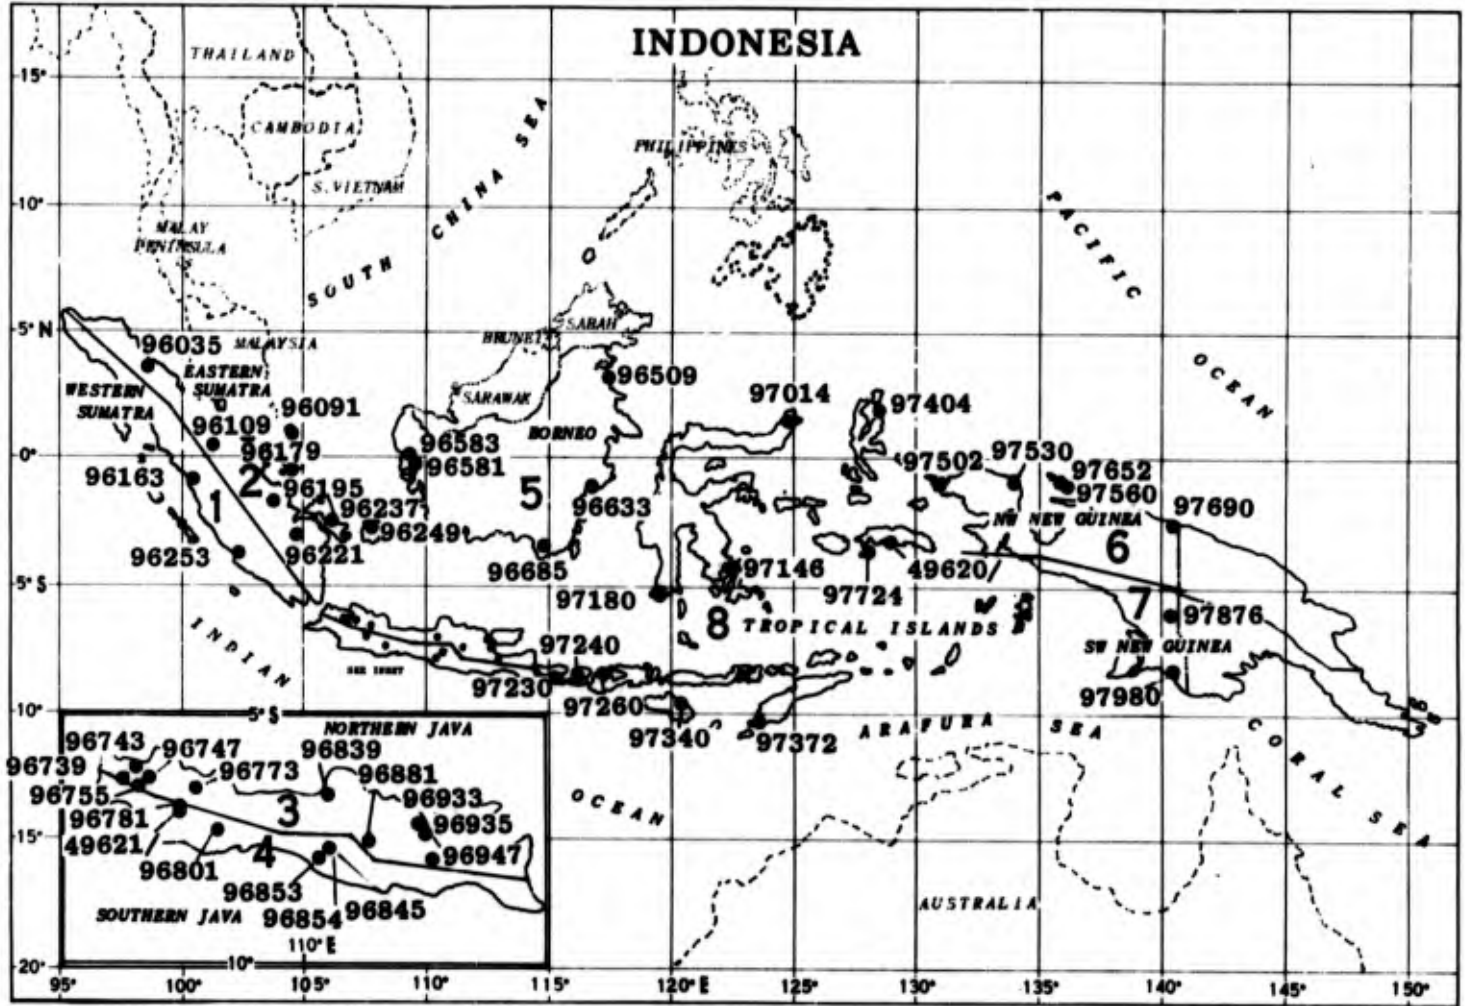 INDONESIA
THAILAND
15°
CAMBODIA
PHILIPPINES
S. VIETNAM
10°
MALAY
PENINSULA
SOUTH CHINA SEA
PACIFIC
OCEAN
5° N
MALAYSIA
BRUNEI
SABAH
SARAWAK
96035
EASTERN
SUMATRA
WESTERN
SUMATRA
96509
97014
97404
96091
96109
BORNEO
96179
96583
96581
0°
96163
2
96195
1
5
96633
97502
97530
97652
97560
97690
96237
96249
NW NEW GUINEA
6
96253
96221
96685
97146
49620
97724
5° S
97180
7
97876
8
TROPICAL ISLANDS
SW NEW GUINEA
97240
SEE INSET
97230
97260
97980
INDIAN
OCEAN
10°
97340
97372
ARAFURA SEA
CORAL SEA
5° S
NORTHERN JAVA
96743
96747
96839
96739
96773
96881
96933
96755
3
96935
96781
96947
49621
4
96801
96853
96845
96854
SOUTHERN JAVA
110° E
10°
15°
AUSTRALIA
20°
95°
100°
105°
110°
115°
120°
E
125°
130°
135°
140°
145°
150°